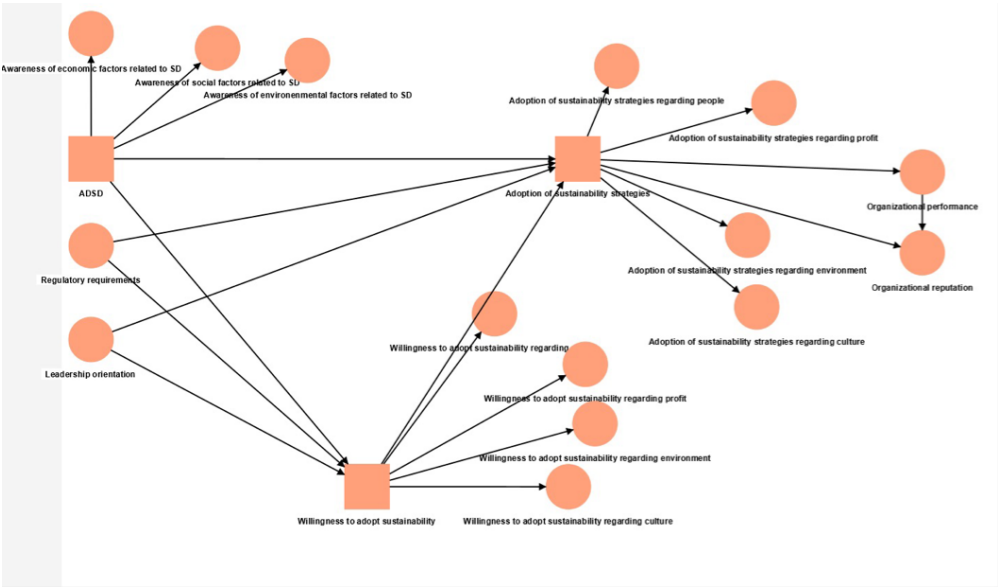 Awareness of economic factors related to SD
Awareness of social factors related to SD
Awareness of environenmental factors related to SD
Adoption of sustainability strategies regarding people
Adoption of sustainability strategies regarding profit
ADSD
Adoption of sustainability strategies
Organizational performance
Regulatory requirements
Adoption of sustainability strategies regarding environment
Organizational reputation
Adoption of sustainability strategies regarding culture
Willingness to adopt sustainability regarding
Leadership orientation
Willingness to adopt sustainability regarding profit
Willingness to adopt sustainability regarding environment
Willingness to adopt sustainability
Willingness to adopt sustainability regarding culture